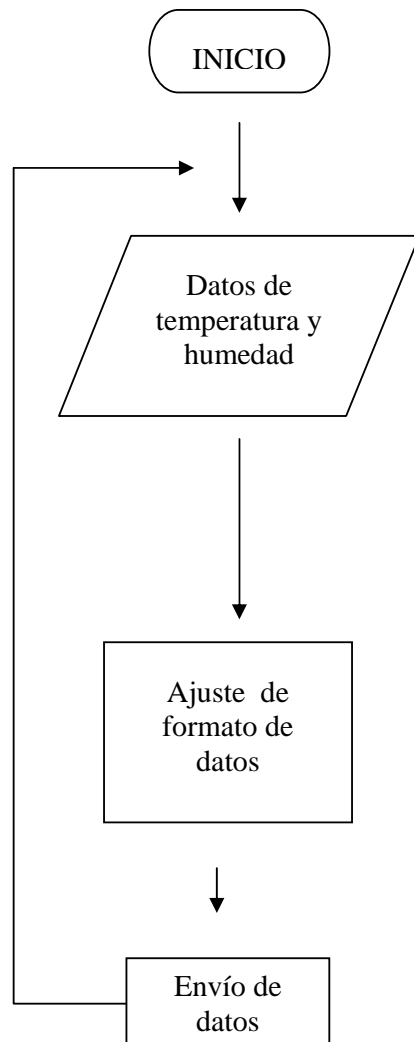 INICIO
Datos de
temperatura y
humedad
Ajuste de
formato de
datos
Envío de
datos